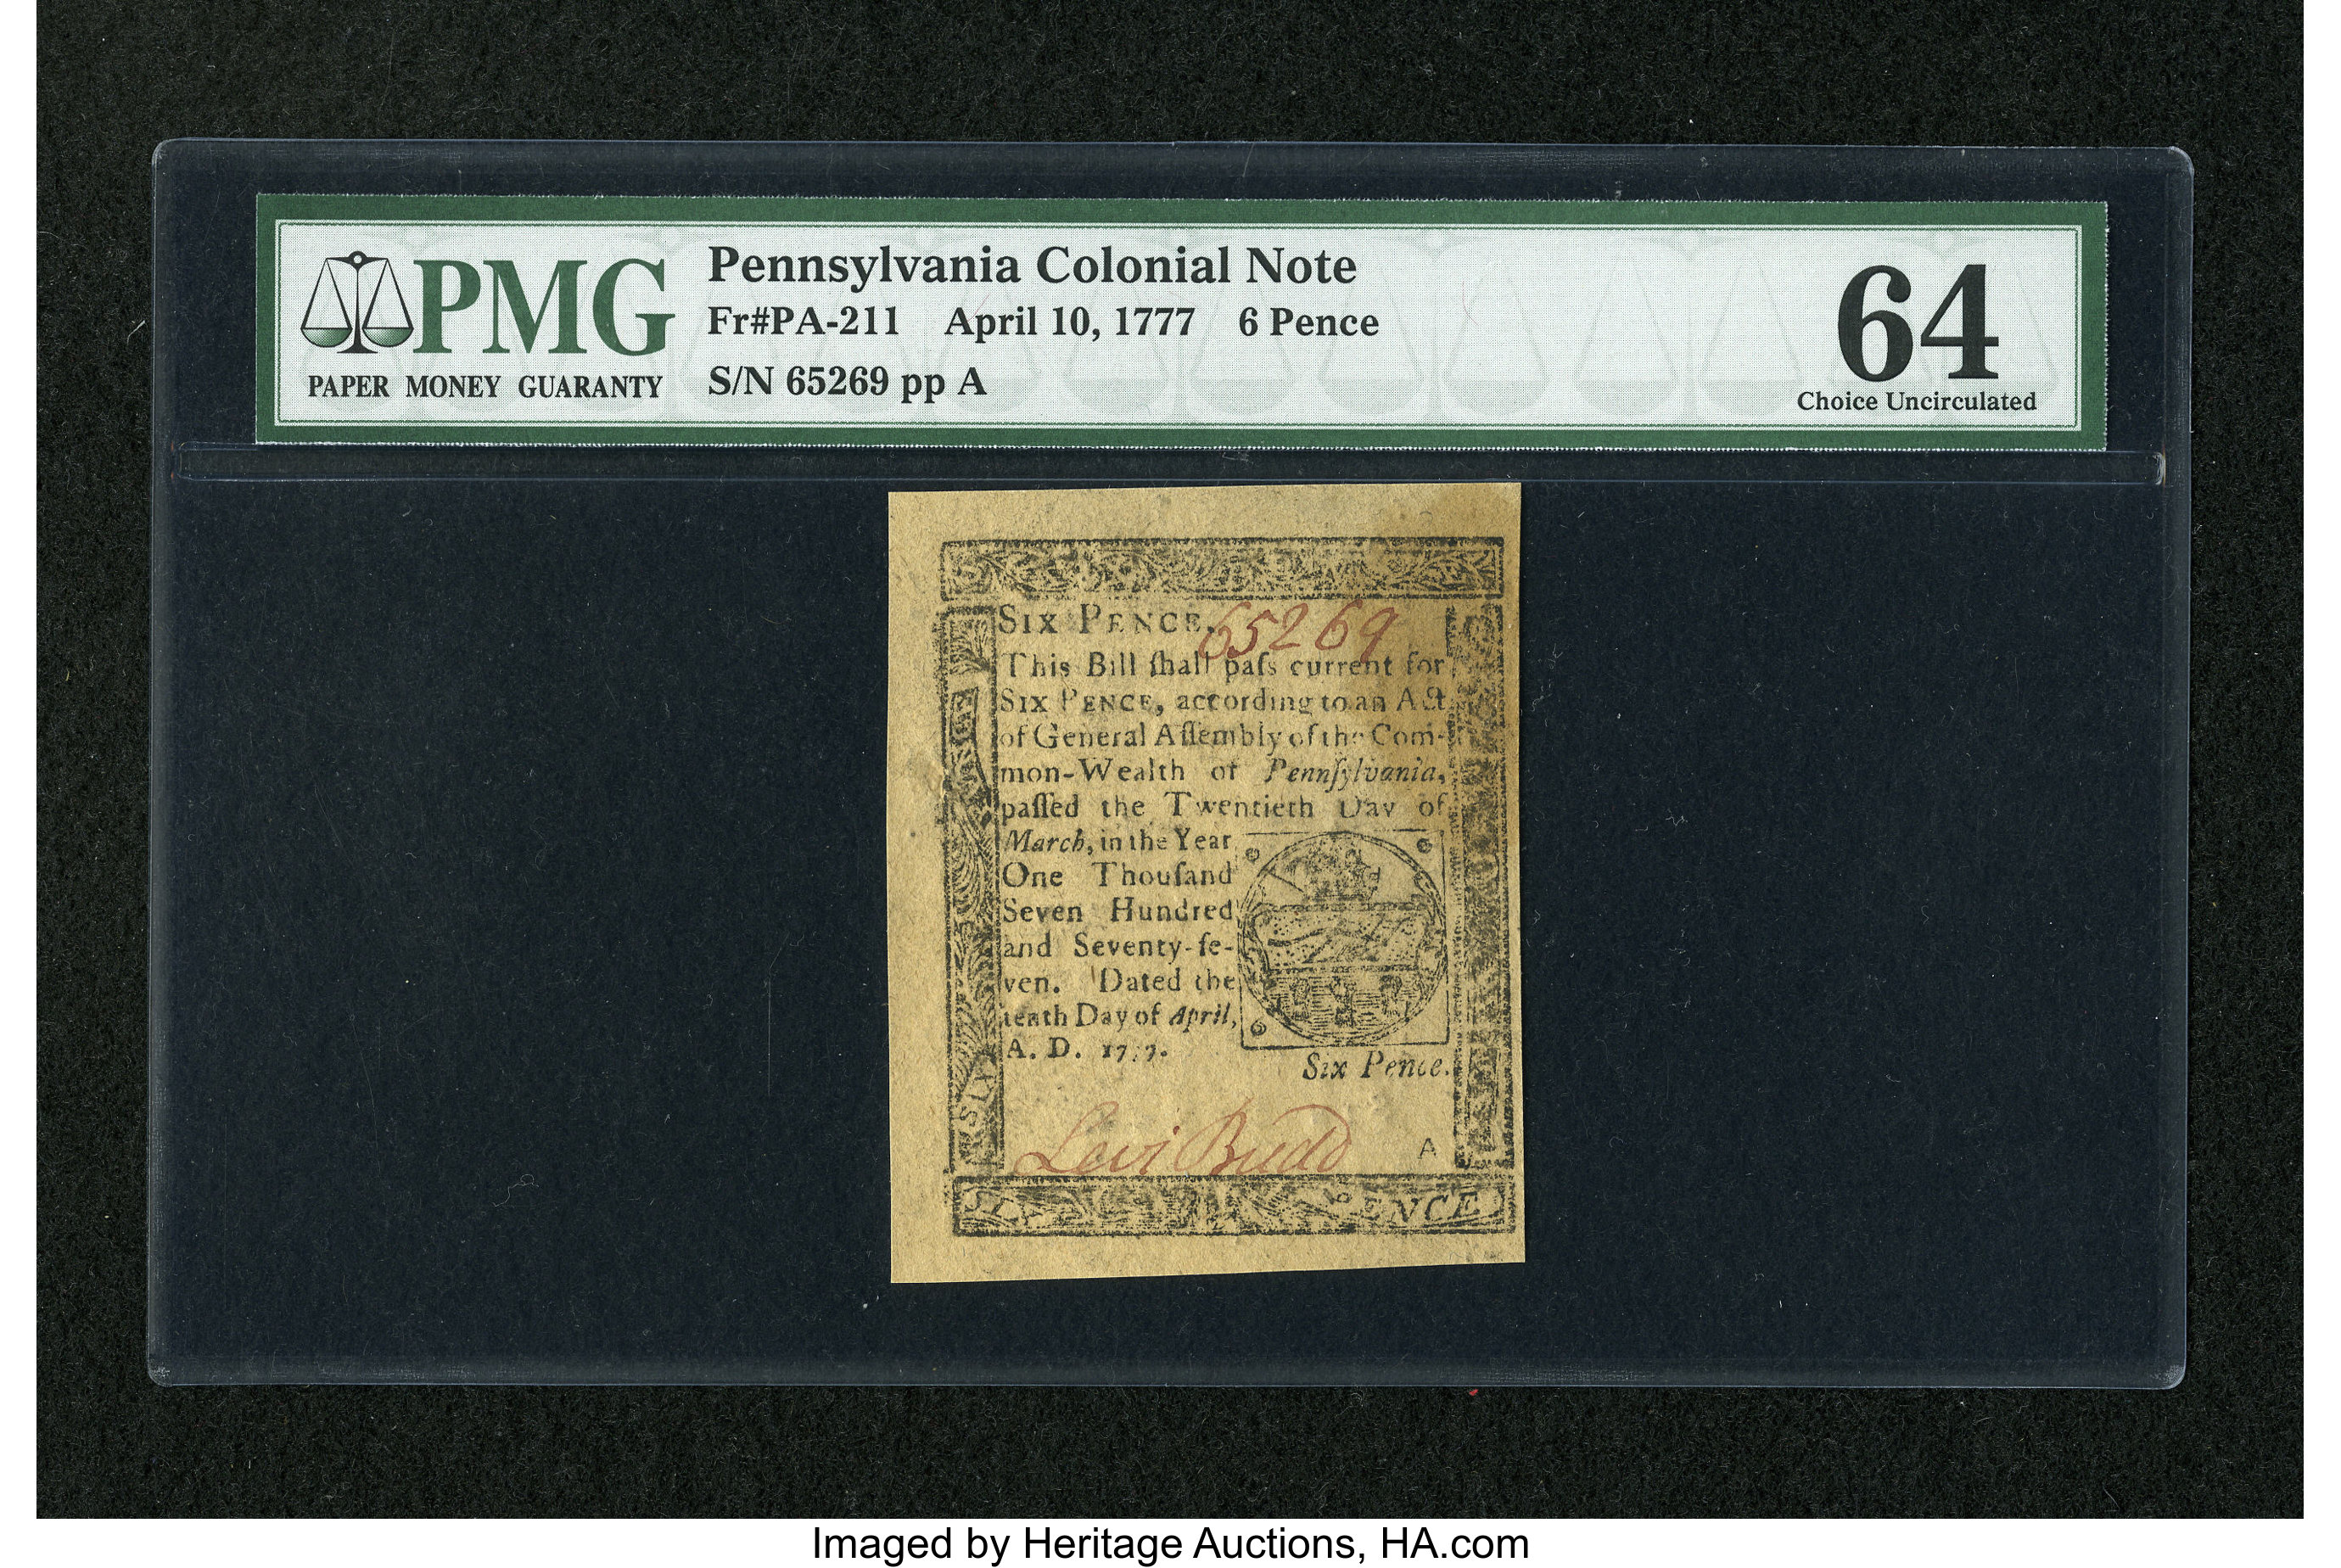 PMG
PAPER MONEY GUARANTY
Pennsylvania Colonial Note
Fr#PA-211 April 10, 1777 6 Pence
S/N 65269 pp A
64
Choice Uncirculated
SIX PENCE. 65269
This Bill ſhall paſs current for
SIX PENCE, according to an Act
of General Aſſembly of the Com-
mon-Wealth of Pennſylvania,
paſſed the Twentieth Day of
March, in the Year
One Thouſand
Seven Hundred
and Seventy-ſe-
ven. Dated the
tenth Day of April,
A. D. 1777.
Six Pence.
Levi Budd A
SIX
SIX PENCE
Imaged by Heritage Auctions, HA.com